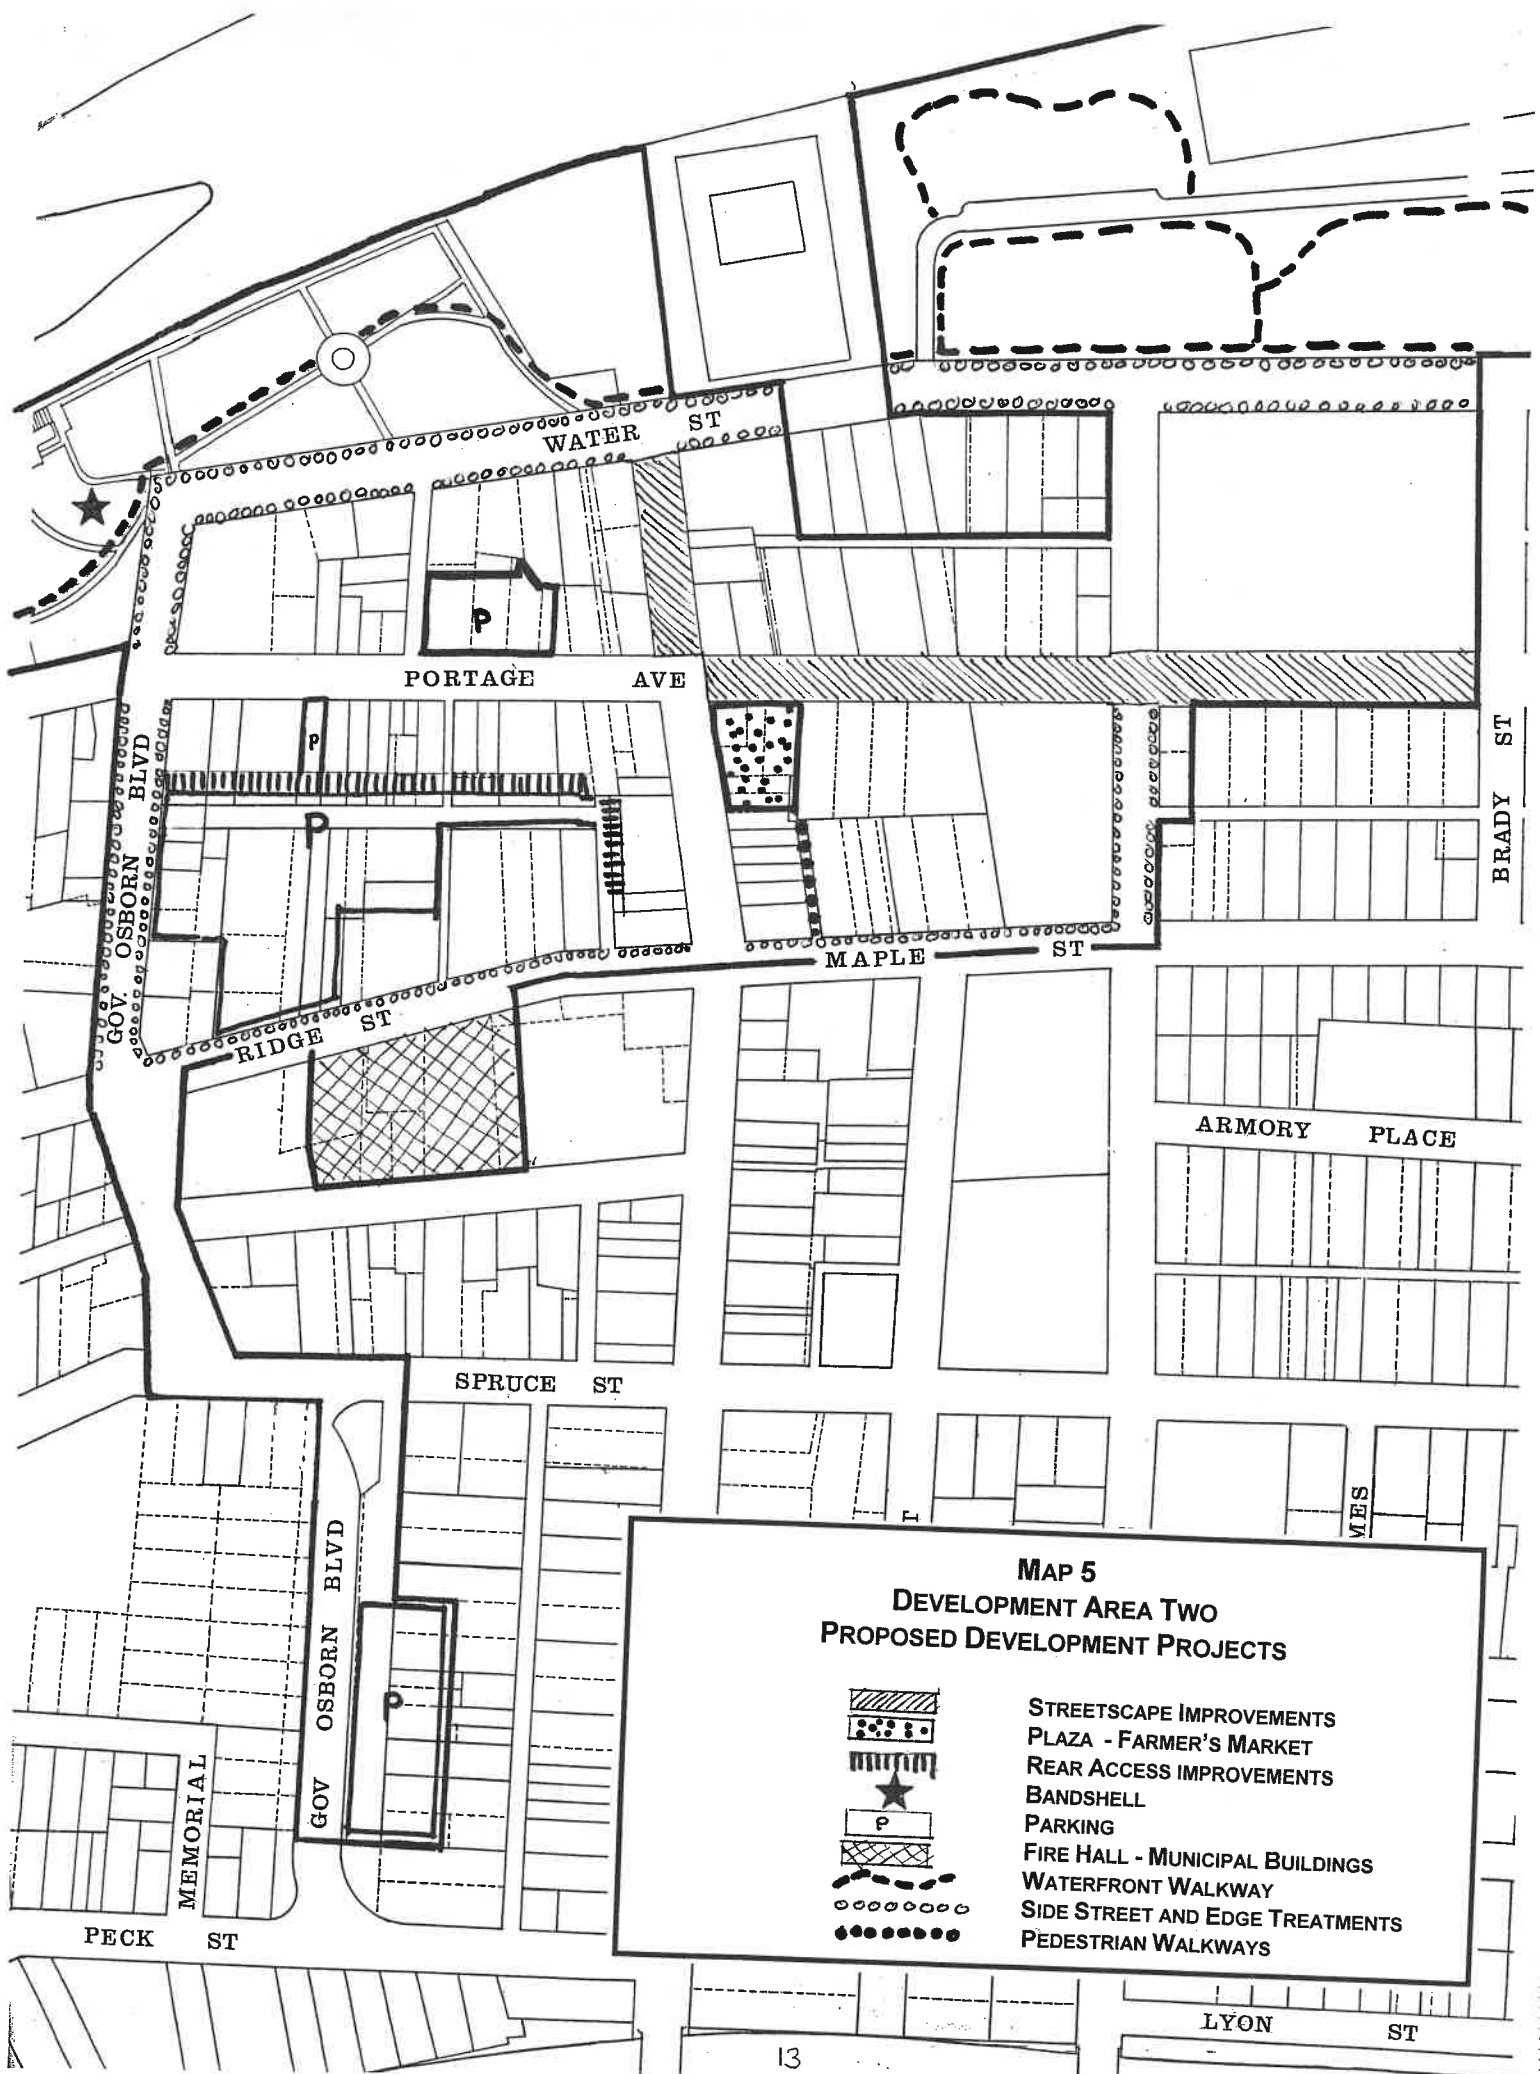 WATER ST
P
PORTAGE AVE
P
P
GOV. OSBORN BLVD
BRADY ST
MAPLE ST
RIDGE ST
ARMORY PLACE
SPRUCE ST
GOV OSBORN BLVD
P
MEMORIAL
PECK ST
T
MES
MAP 5
DEVELOPMENT AREA TWO
PROPOSED DEVELOPMENT PROJECTS
STREETSCAPE IMPROVEMENTS
PLAZA - FARMER'S MARKET
REAR ACCESS IMPROVEMENTS
BANDSHELL
P PARKING
FIRE HALL - MUNICIPAL BUILDINGS
WATERFRONT WALKWAY
SIDE STREET AND EDGE TREATMENTS
PEDESTRIAN WALKWAYS
LYON ST
13